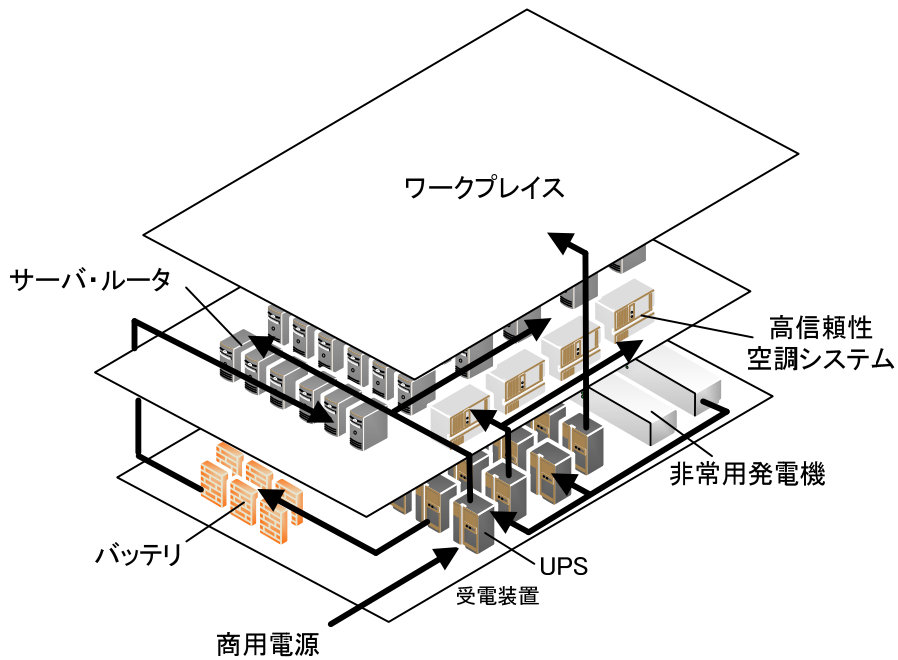 ワークプレイス
サーバ・ルータ
高信頼性
空調システム
非常用発電機
バッテリ
UPS
受電装置
商用電源